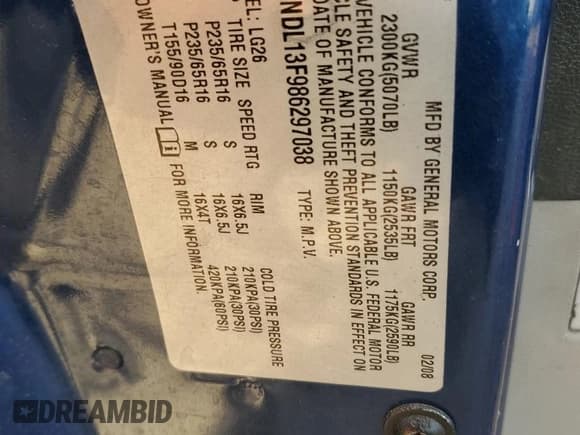 MFD BY GENERAL MOTORS CORP. 02/08
GVWR GAWR FRT GAWR RR
2300KG(5070LB) 1150KG(2535LB) 1175KG(2590LB)
VEHICLE CONFORMS TO ALL APPLICABLE U.S. FEDERAL MOTOR
CLE SAFETY AND THEFT PREVENTION STANDARDS IN EFFECT ON
DATE OF MANUFACTURE SHOWN ABOVE.
NDL13F986297038 TYPE: M.P.V.
EL: LG26
TIRE SIZE SPEED RTG RIM COLD TIRE PRESSURE
P235/65R16 S 16X6.5J 210KPA(30PSI)
P235/65R16 S 16X6.5J 210KPA(30PSI)
T155/90D16 M 16X4T 420KPA(60PSI)
OWNER'S MANUAL FOR MORE INFORMATION.
DREAMBID